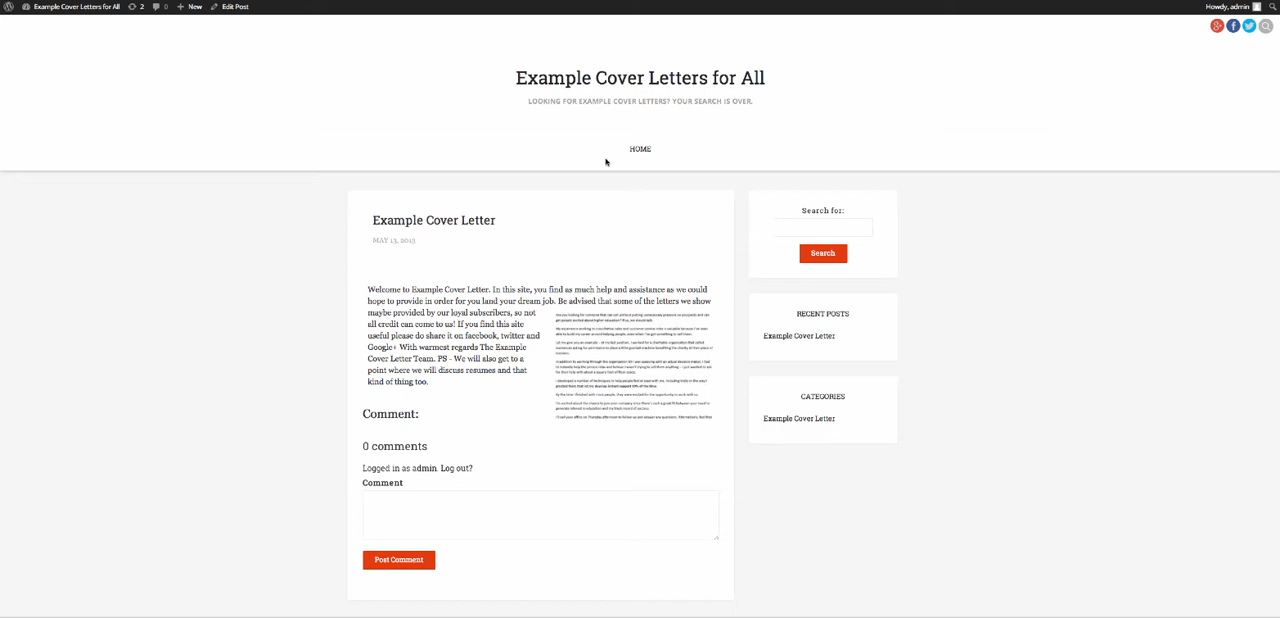 Example Cover Letters for All 2 0 New Edit Post Howdy, admin
Example Cover Letters for All
LOOKING FOR EXAMPLE COVER LETTERS? YOUR SEARCH IS OVER.
HOME
Example Cover Letter
MAY 13, 2013
Welcome to Example Cover Letter. In this site, you find as much help and assistance as we could
hope to provide in order for you land your dream job. Be advised that some of the letters we show
maybe provided by our loyal subscribers, so not
all credit can come to us! If you find this site
useful please do share it on facebook, twitter and
Google+ With warmest regards The Example
Cover Letter Team. PS - We will also get to a
point where we will discuss resumes and that
kind of thing too.
Comment:
0 comments
Logged in as admin. Log out?
Comment
Post Comment
Search for:
Search
RECENT POSTS
Example Cover Letter
CATEGORIES
Example Cover Letter